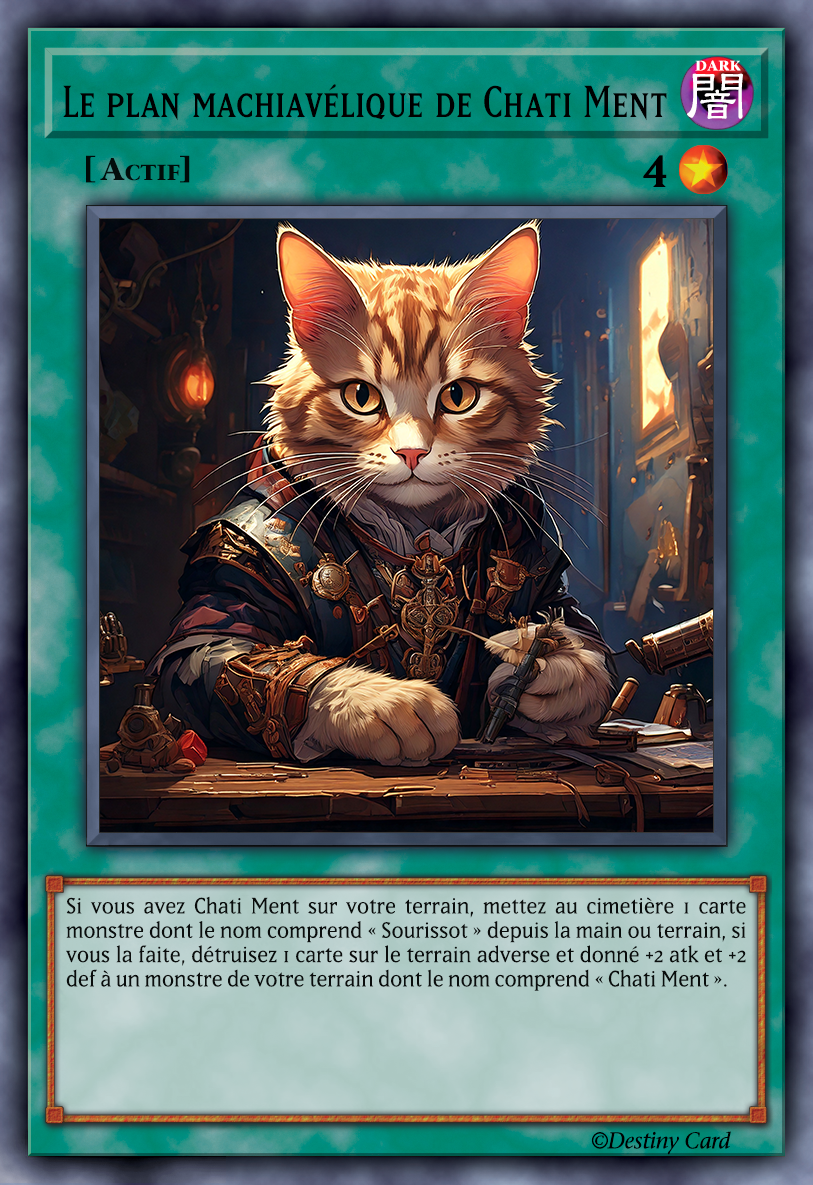 Le plan machiavélique de Chati Ment
DARK
闇
[Actif]
4
Si vous avez Chati Ment sur votre terrain, mettez au cimetière 1 carte
monstre dont le nom comprend « Sourissot » depuis la main ou terrain, si
vous la faite, détruisez 1 carte sur le terrain adverse et donné +2 atk et +2
def à un monstre de votre terrain dont le nom comprend « Chati Ment ».
©Destiny Card